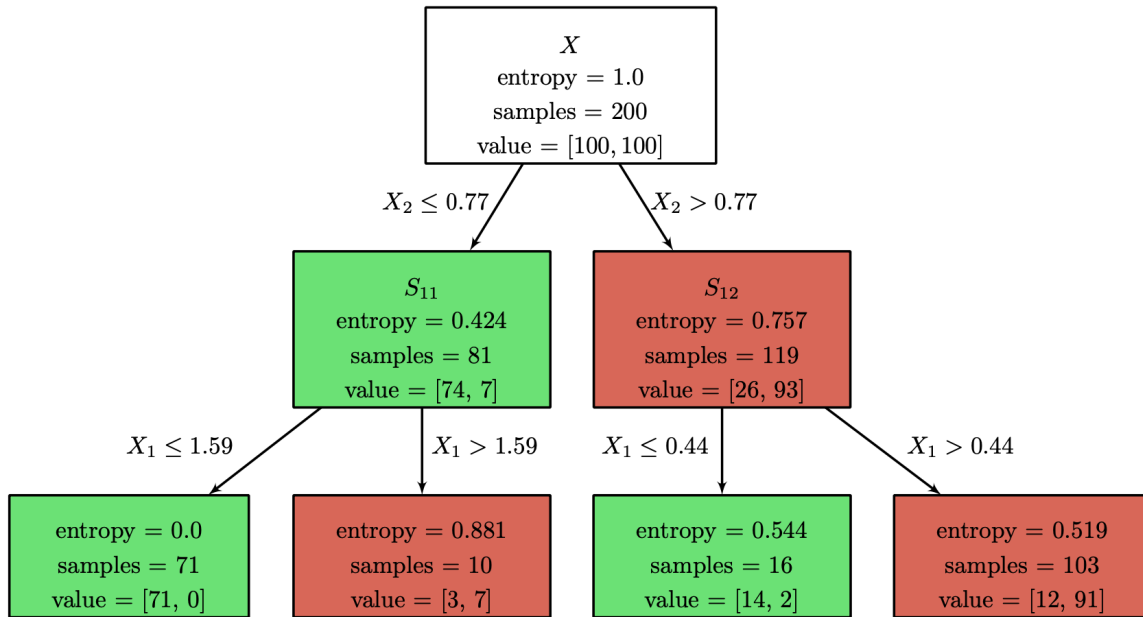 X
entropy = 1.0
samples = 200
value = [100, 100]
X₂ ≤ 0.77
X₂ > 0.77
S₁₁
entropy = 0.424
samples = 81
value = [74, 7]
S₁₂
entropy = 0.757
samples = 119
value = [26, 93]
X₁ ≤ 1.59
X₁ > 1.59
X₁ ≤ 0.44
X₁ > 0.44
entropy = 0.0
samples = 71
value = [71, 0]
entropy = 0.881
samples = 10
value = [3, 7]
entropy = 0.544
samples = 16
value = [14, 2]
entropy = 0.519
samples = 103
value = [12, 91]